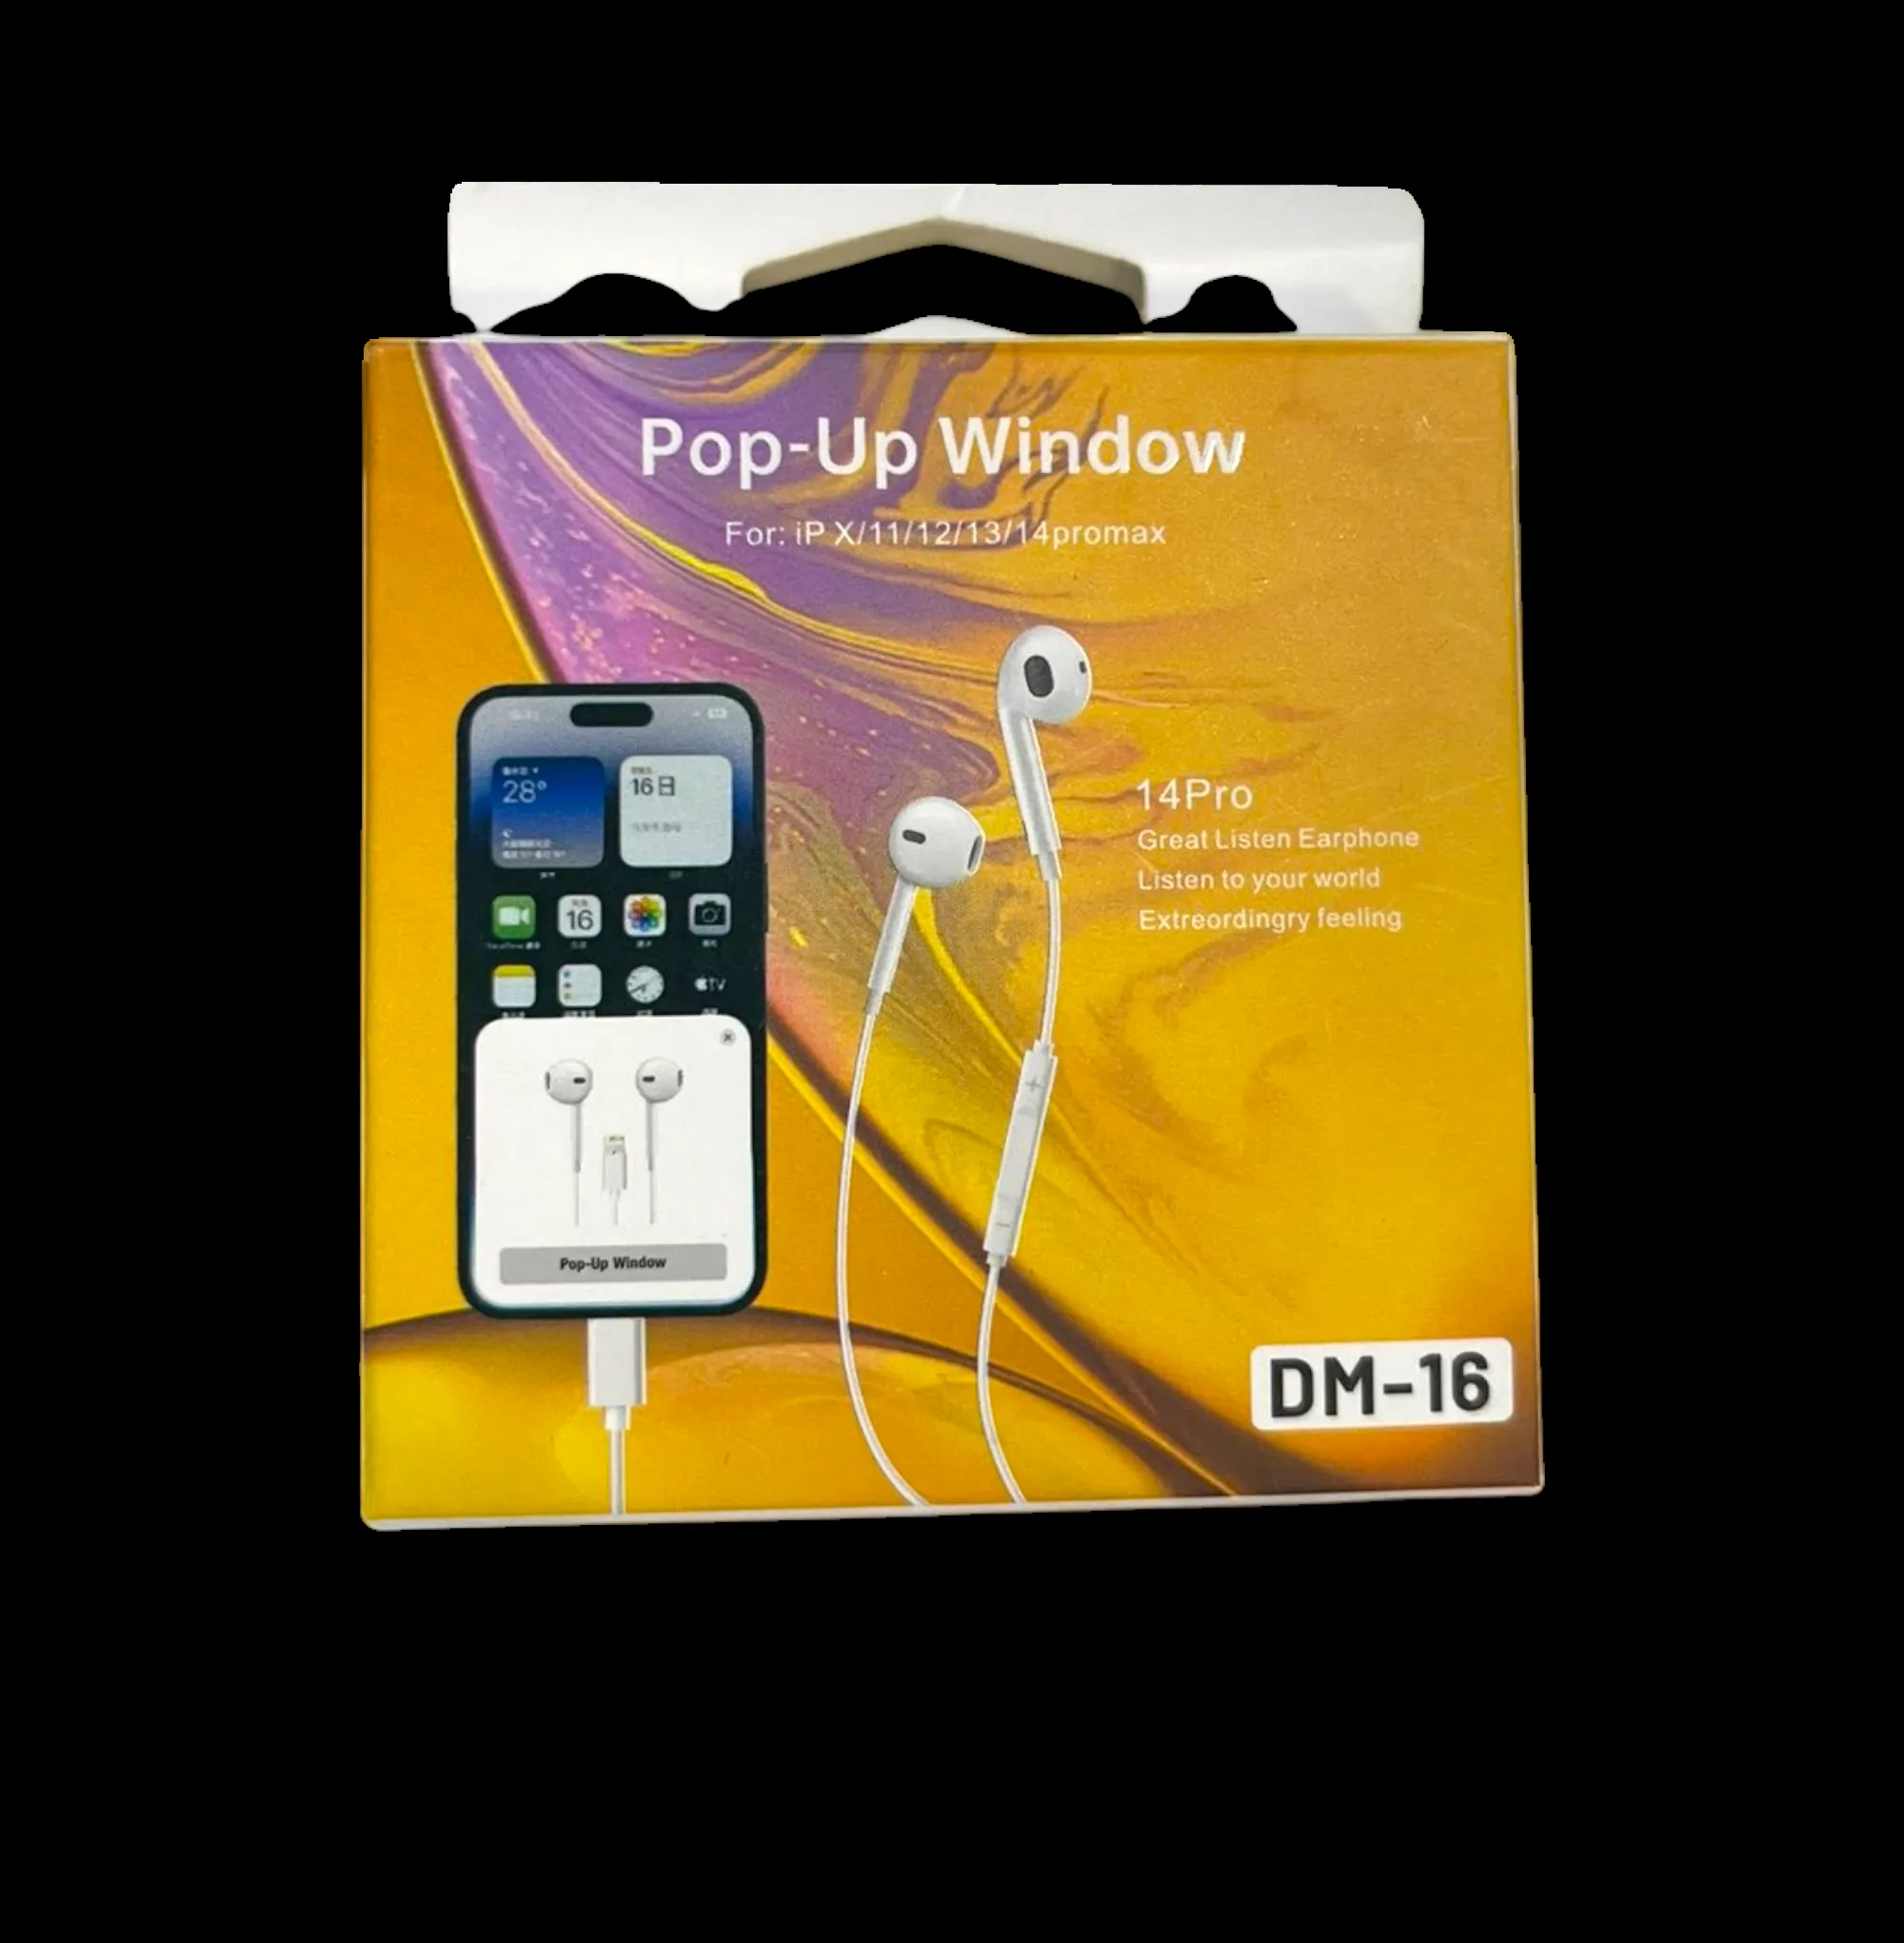 Pop-Up Window
For: iP X/11/12/13/14promax
14Pro
Great Listen Earphone
Listen to your world
Extreordingry feeling
28°
16日
16
tv
Pop-Up Window
DM-16